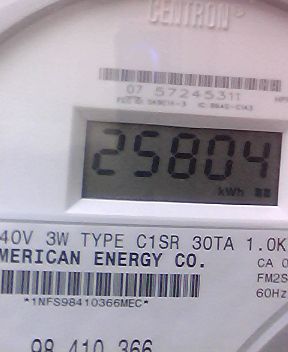 CENTRON
07 57245311
25804
kWh
40V 3W TYPE C1SR 30TA 1.0K
MERICAN ENERGY CO.
CA 0
FM2S
60Hz
*1NFS98410366MEC*
98 410 366